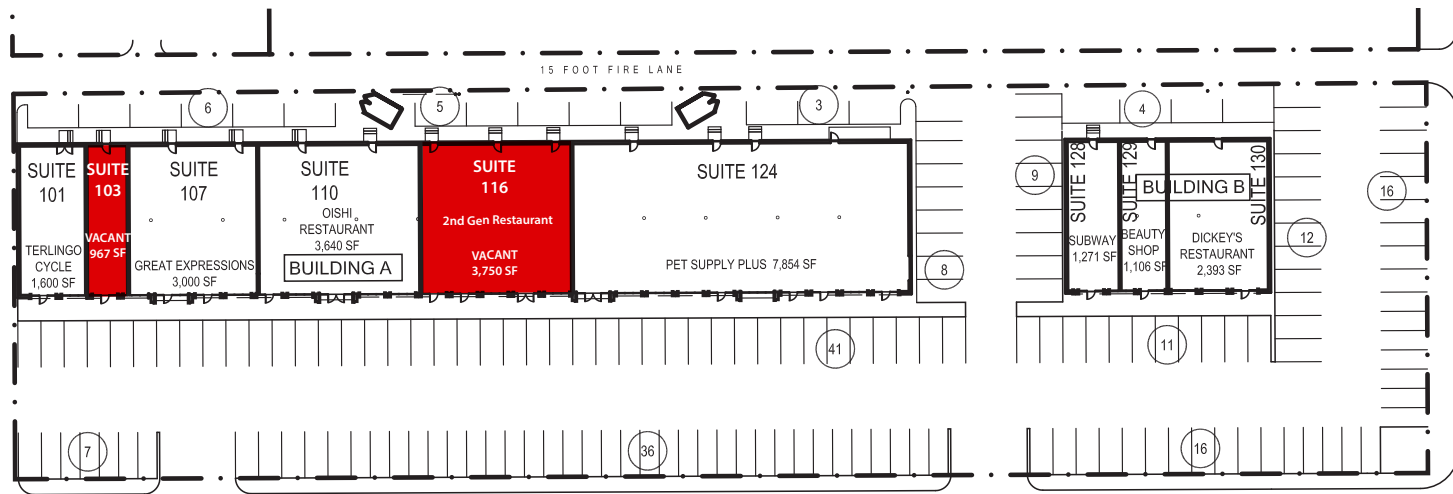 15 FOOT FIRE LANE
6
5
3
4
SUITE
101
TERLINGO
CYCLE
1,600 SF
SUITE
103
VACANT
967 SF
SUITE
107
GREAT EXPRESSIONS
3,000 SF
SUITE
110
OISHI
RESTAURANT
3,640 SF
BUILDING A
SUITE
116
2nd Gen Restaurant
VACANT
3,750 SF
SUITE 124
PET SUPPLY PLUS 7,854 SF
8
9
SUITE 128
SUBWAY
1,271 SF
SUITE 129
BEAUTY
SHOP
1,106 SF
BUILDING B
SUITE 130
DICKEY'S
RESTAURANT
2,393 SF
12
16
41
11
7
36
16